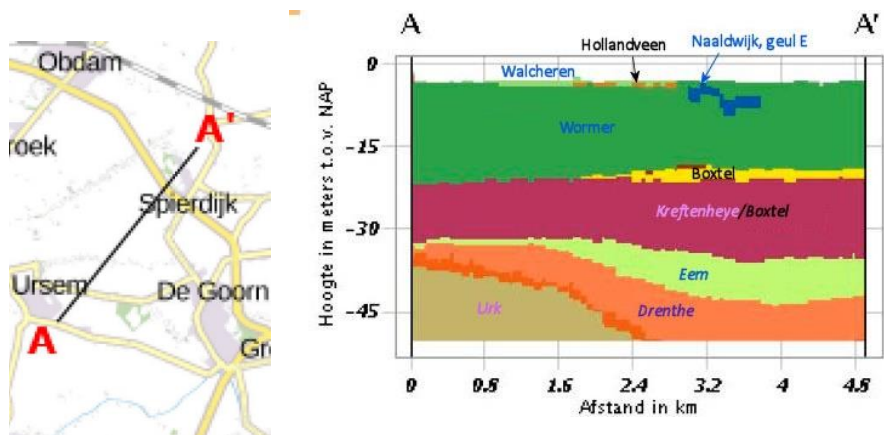 Obdam
roek
A'
Spierdijk
Ursem
De Goorn
A
Gr
A
A'
Hollandveen
Naaldwijk, geul E
Walcheren
Wormer
Boxtel
Kreftenheye/Boxtel
Eem
Drenthe
Urk
Hoogte in meters t.o.v. NAP
0
-15
-30
-45
0
0.8
1.6
2.4
3.2
4
4.8
Afstand in km